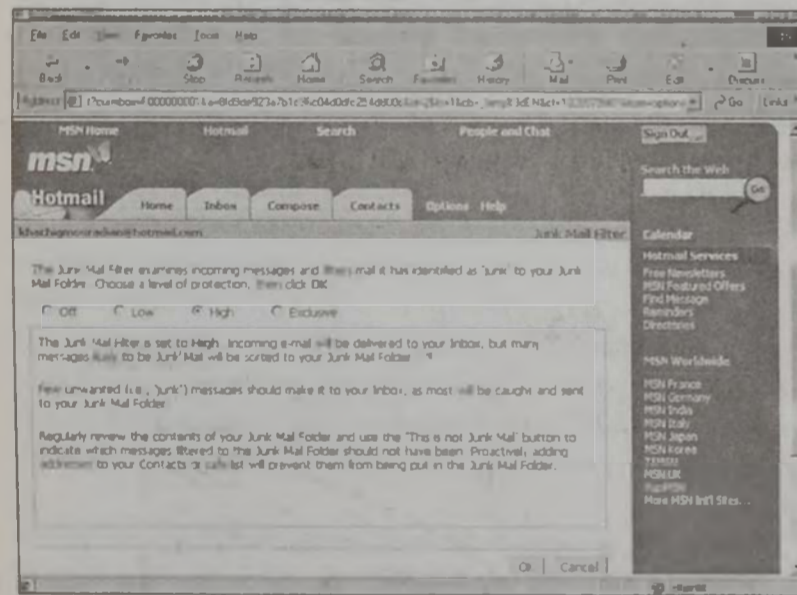 File Edit View Favorites Tools Help
Back Stop Refresh Home Search Favorites History Mail Print Edit Discuss
Address Go Links
MSN Home Hotmail Search People and Chat Sign Out
msn
Search the Web
Go
Hotmail Home Inbox Compose Contacts Options Help
Junk Mail Filter
Calendar
Hotmail Services
Free Newsletters
MSN Featured Offers
Find Message
Reminders
Directories
MSN Worldwide
MSN France
MSN Germany
MSN India
MSN Italy
MSN Japan
MSN Korea
MSN UK
More MSN Int'l Sites...
The Junk Mail Filter examines incoming messages and filters mail it has identified as "junk" to your Junk
Mail Folder. Choose a level of protection, then click OK
Off Low High Exclusive
The Junk Mail Filter is set to High. Incoming e-mail will be delivered to your Inbox, but many
messages to be Junk Mail will be sorted to your Junk Mail Folder.
Few unwanted (i.e., "junk") messages should make it to your Inbox, as most will be caught and sent
to your Junk Mail Folder.
Regularly review the contents of your Junk Mail Folder and use the "This is not Junk Mail" button to
indicate which messages filtered to the Junk Mail Folder should not have been. Proactively adding
addresses to your Contacts or safe list will prevent them from being put in the Junk Mail Folder.
OK Cancel